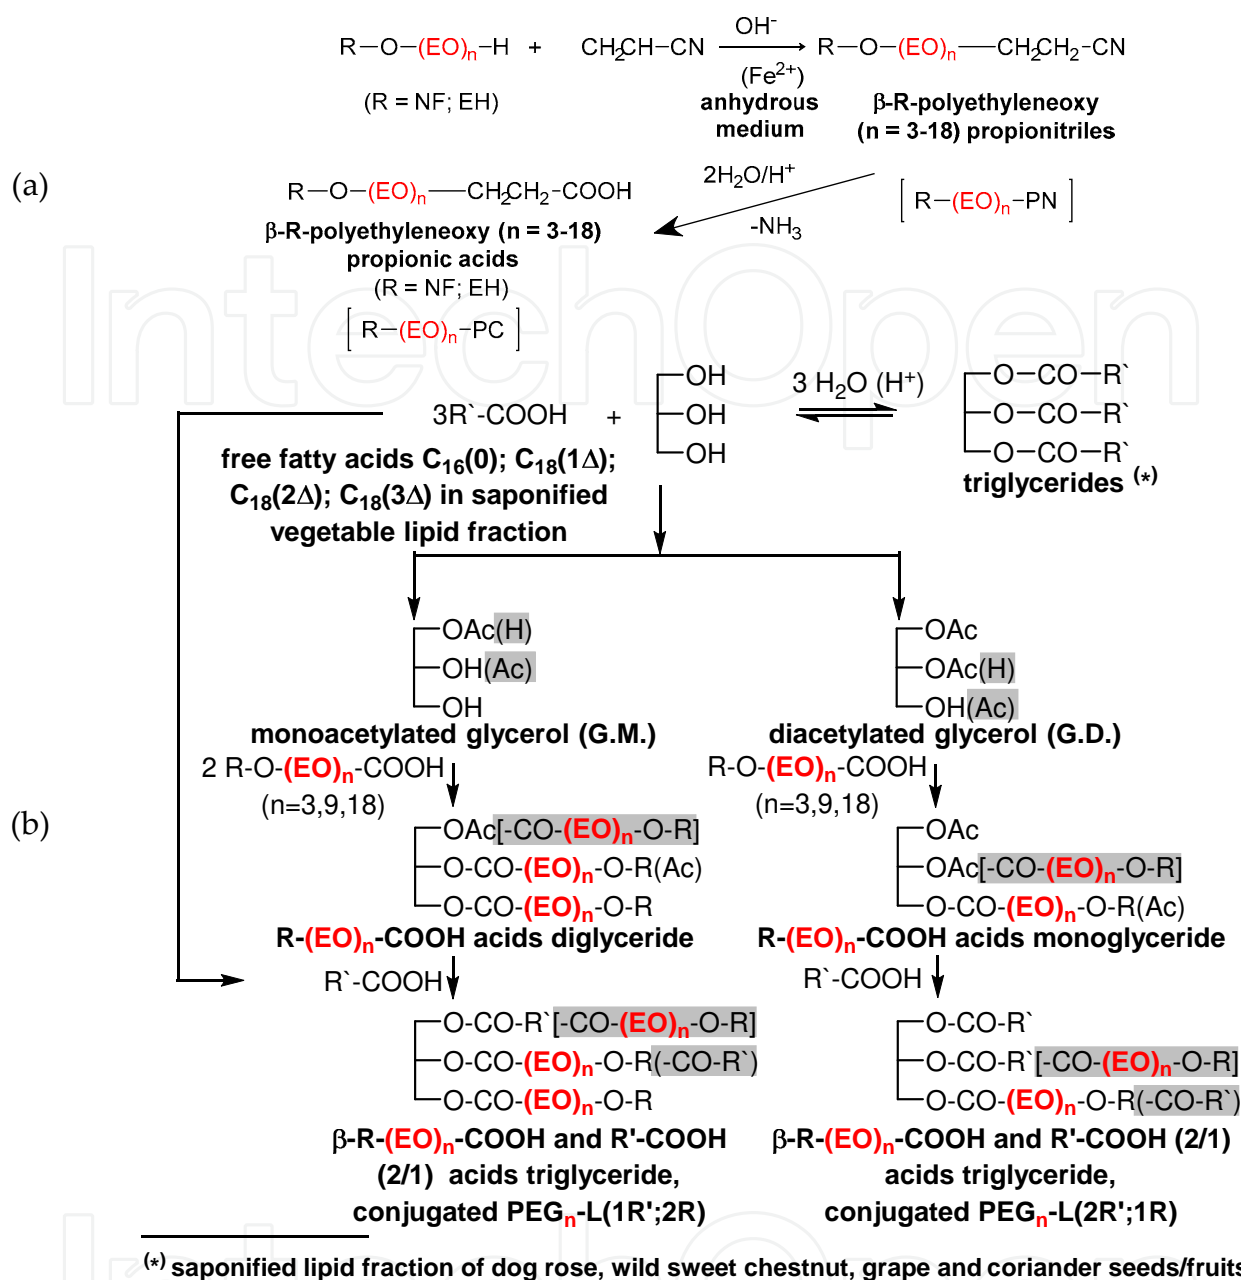 R–O–(EO)n–H + CH2CH–CN OH- R–O–(EO)n–CH2CH2–CN
(Fe2+)
(R = NF; EH)
anhydrous
medium
β-R-polyethyleneoxy
(n = 3-18) propionitriles
(a)
2H2O/H+
-NH3
[ R–(EO)n–PN ]
R–O–(EO)n–CH2CH2–COOH
β-R-polyethyleneoxy (n = 3-18)
propionic acids
(R = NF; EH)
[ R–(EO)n–PC ]
IntechOpen
3R`-COOH +
OH
OH
OH
3 H2O (H+)
O–CO–R`
O–CO–R`
O–CO–R`
triglycerides (*)
free fatty acids C16(0); C18(1Δ);
C18(2Δ); C18(3Δ) in saponified
vegetable lipid fraction
OAc(H)
OH(Ac)
OH
monoacetylated glycerol (G.M.)
OAc
OAc(H)
OH(Ac)
diacetylated glycerol (G.D.)
(b)
2 R-O-(EO)n-COOH
(n=3,9,18)
R-O-(EO)n-COOH
(n=3,9,18)
OAc[-CO-(EO)n-O-R]
O-CO-(EO)n-O-R(Ac)
O-CO-(EO)n-O-R
R-(EO)n-COOH acids diglyceride
OAc
OAc[-CO-(EO)n-O-R]
O-CO-(EO)n-O-R(Ac)
R-(EO)n-COOH acids monoglyceride
R`-COOH
R`-COOH
O-CO-R`[-CO-(EO)n-O-R]
O-CO-(EO)n-O-R(-CO-R`)
O-CO-(EO)n-O-R
β-R-(EO)n-COOH and R'-COOH
(2/1) acids triglyceride,
conjugated PEGn-L(1R';2R)
O-CO-R`
O-CO-R`[-CO-(EO)n-O-R]
O-CO-(EO)n-O-R(-CO-R`)
β-R-(EO)n-COOH and R'-COOH (2/1)
acids triglyceride,
conjugated PEGn-L(2R';1R)
(*) saponified lipid fraction of dog rose, wild sweet chestnut, grape and coriander seeds/fruits